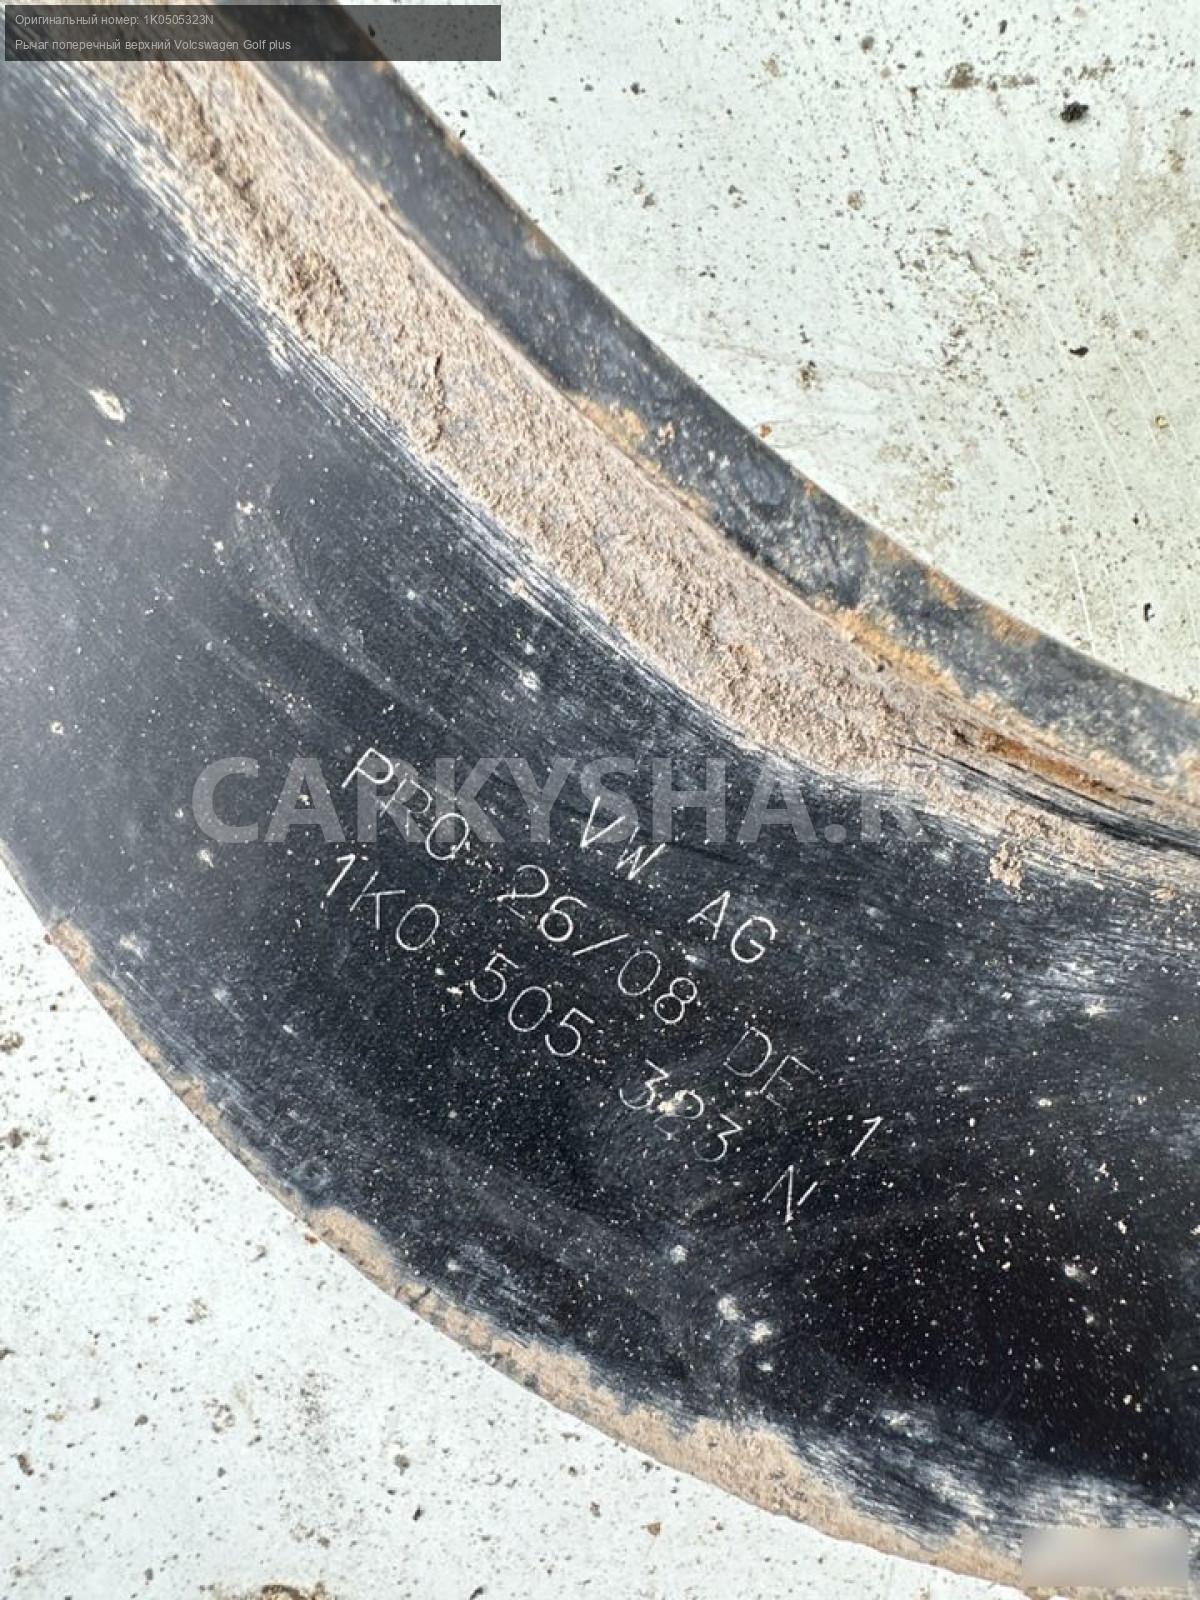 Оригинальный номер: 1K0505323N
Рычаг поперечный верхний Volcswagen Golf plus
CARKYSHA.R
VW AG
PRO 26/08 DE 1
1K0 505 323 N